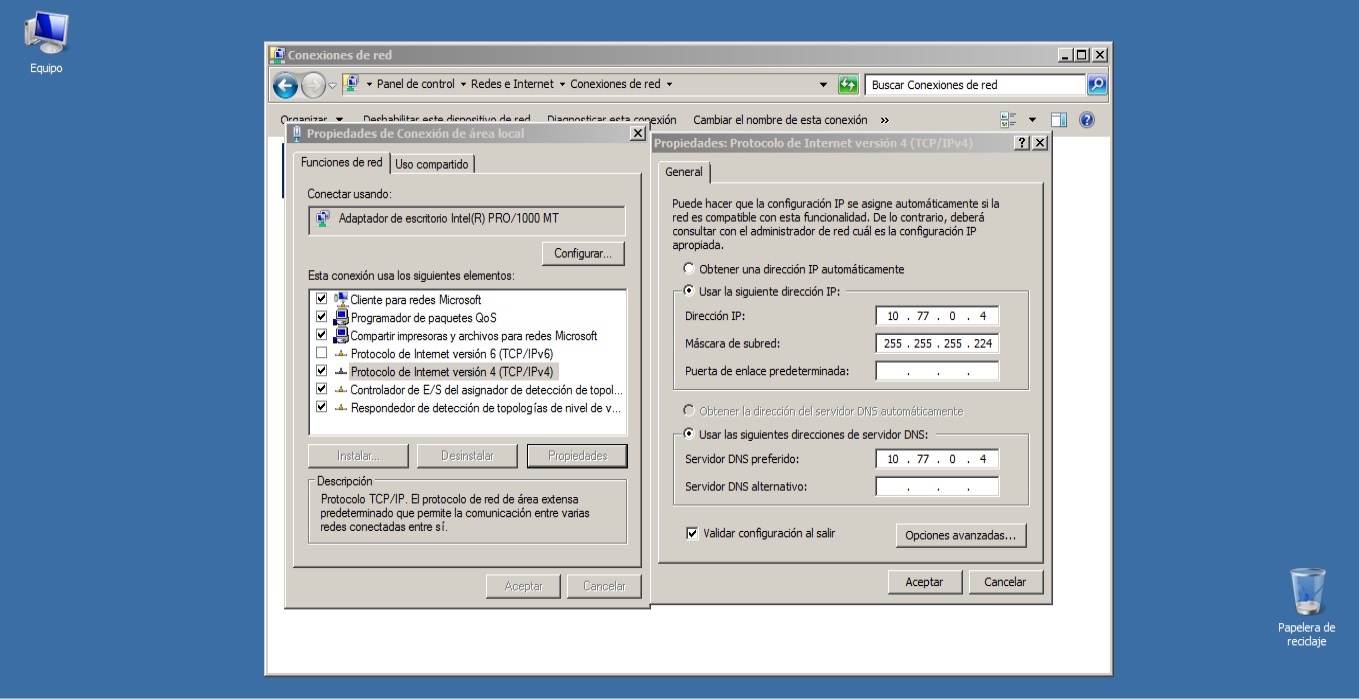 Equipo
Conexiones de red
Panel de control
Redes e Internet
Conexiones de red
Buscar Conexiones de red
Organizar
Deshabilitar este dispositivo de red
Diagnosticar esta conexión
Cambiar el nombre de esta conexión
»
Propiedades de Conexión de área local
Funciones de red
Uso compartido
Conectar usando:
Adaptador de escritorio Intel(R) PRO/1000 MT
Configurar...
Esta conexión usa los siguientes elementos:
Cliente para redes Microsoft
Programador de paquetes QoS
Compartir impresoras y archivos para redes Microsoft
Protocolo de Internet versión 6 (TCP/IPv6)
Protocolo de Internet versión 4 (TCP/IPv4)
Controlador de E/S del asignador de detección de topol...
Respondedor de detección de topologías de nivel de v...
Instalar...
Desinstalar
Propiedades
Descripción
Protocolo TCP/IP. El protocolo de red de área extensa
predeterminado que permite la comunicación entre varias
redes conectadas entre sí.
Aceptar
Cancelar
Propiedades: Protocolo de Internet versión 4 (TCP/IPv4)
General
Puede hacer que la configuración IP se asigne automáticamente si la
red es compatible con esta funcionalidad. De lo contrario, deberá
consultar con el administrador de red cuál es la configuración IP
apropiada.
Obtener una dirección IP automáticamente
Usar la siguiente dirección IP:
Dirección IP: 10 . 77 . 0 . 4
Máscara de subred: 255 . 255 . 255 . 224
Puerta de enlace predeterminada: . . .
Obtener la dirección del servidor DNS automáticamente
Usar las siguientes direcciones de servidor DNS:
Servidor DNS preferido: 10 . 77 . 0 . 4
Servidor DNS alternativo: . . .
Validar configuración al salir
Opciones avanzadas...
Aceptar
Cancelar
Papelera de
reciclaje